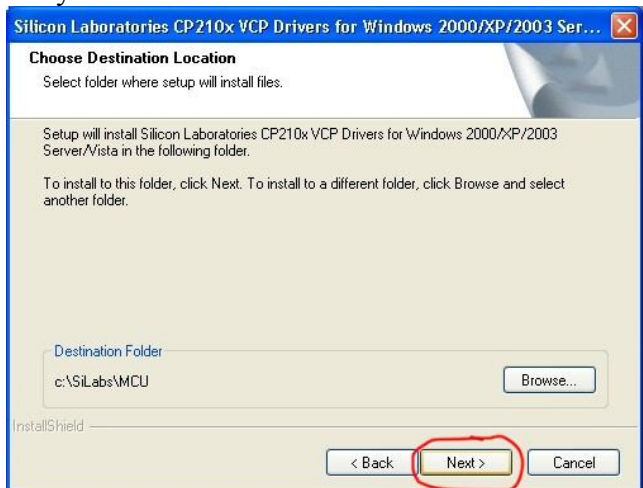 Silicon Laboratories CP210x VCP Drivers for Windows 2000/XP/2003 Ser...
Choose Destination Location
Select folder where setup will install files.
Setup will install Silicon Laboratories CP210x VCP Drivers for Windows 2000/XP/2003
Server/Vista in the following folder.
To install to this folder, click Next. To install to a different folder, click Browse and select
another folder.
Destination Folder
c:\SiLabs\MCU
Browse...
InstallShield
< Back
Next >
Cancel